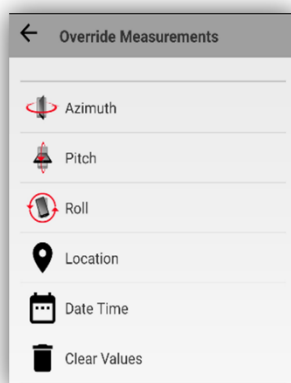 Override Measurements
Azimuth
Pitch
Roll
Location
Date Time
Clear Values